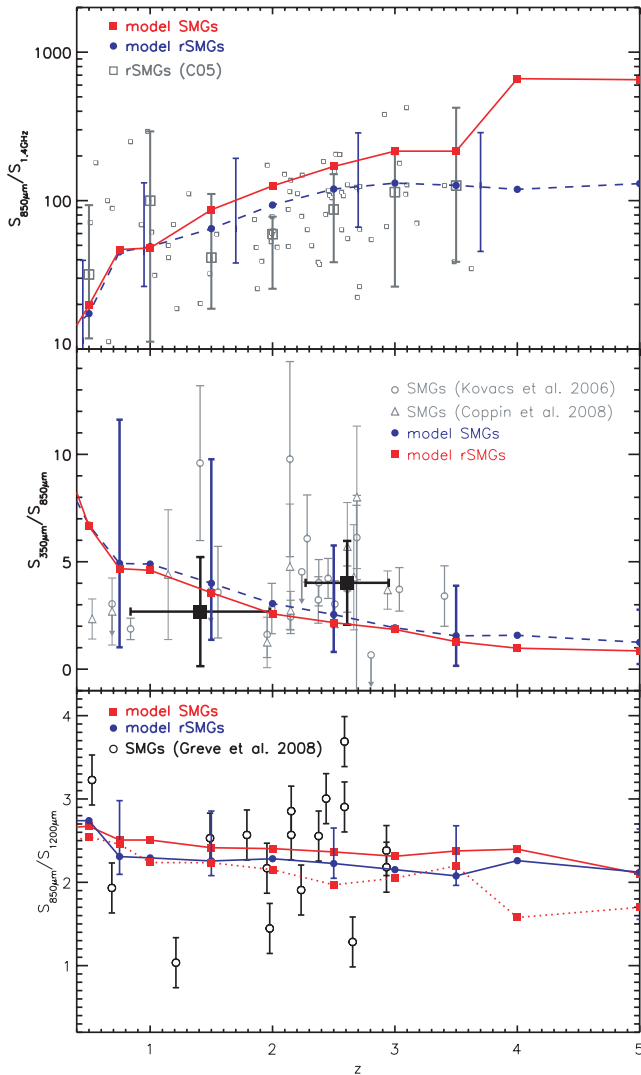 1000
100
10
S850μm/S1.4GHz
model SMGs
model rSMGs
rSMGs (C05)
10
5
0
S350μm/S850μm
SMGs (Kovacs et al. 2006)
SMGs (Coppin et al. 2008)
model SMGs
model rSMGs
4
3
2
1
S850μm/S1200μm
model SMGs
model rSMGs
SMGs (Greve et al. 2008)
1 2 3 4 5
z